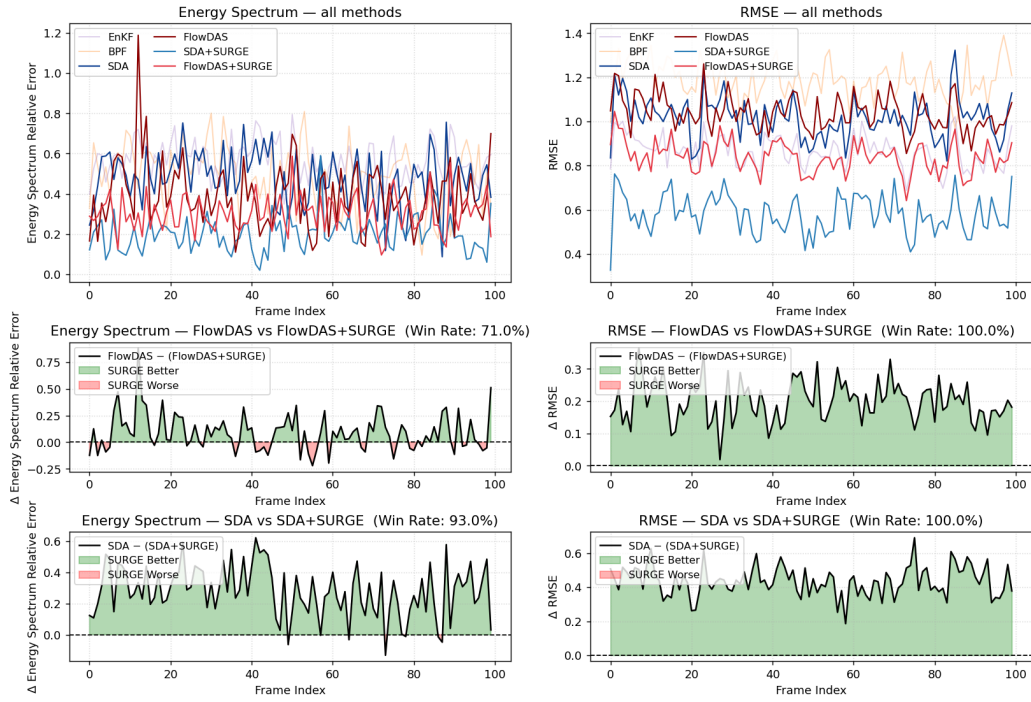 Energy Spectrum — all methods
Energy Spectrum Relative Error
1.2
1.0
0.8
0.6
0.4
0.2
0.0
EnKF
BPF
SDA
FlowDAS
SDA+SURGE
FlowDAS+SURGE
0 20 40 60 80 100
Frame Index
RMSE — all methods
RMSE
1.4
1.2
1.0
0.8
0.6
0.4
EnKF
BPF
SDA
FlowDAS
SDA+SURGE
FlowDAS+SURGE
0 20 40 60 80 100
Frame Index
Energy Spectrum — FlowDAS vs FlowDAS+SURGE (Win Rate: 71.0%)
Δ Energy Spectrum Relative Error
0.75
0.50
0.25
0.00
−0.25
FlowDAS − (FlowDAS+SURGE)
SURGE Better
SURGE Worse
0 20 40 60 80 100
Frame Index
RMSE — FlowDAS vs FlowDAS+SURGE (Win Rate: 100.0%)
Δ RMSE
0.3
0.2
0.1
0.0
FlowDAS − (FlowDAS+SURGE)
SURGE Better
SURGE Worse
0 20 40 60 80 100
Frame Index
Energy Spectrum — SDA vs SDA+SURGE (Win Rate: 93.0%)
Δ Energy Spectrum Relative Error
0.6
0.4
0.2
0.0
SDA − (SDA+SURGE)
SURGE Better
SURGE Worse
0 20 40 60 80 100
Frame Index
RMSE — SDA vs SDA+SURGE (Win Rate: 100.0%)
Δ RMSE
0.6
0.4
0.2
0.0
SDA − (SDA+SURGE)
SURGE Better
SURGE Worse
0 20 40 60 80 100
Frame Index